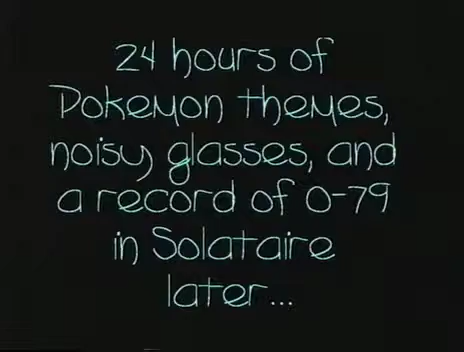 24 hours of
Pokemon themes,
noisy glasses, and
a record of 0-79
in Solataire
later...